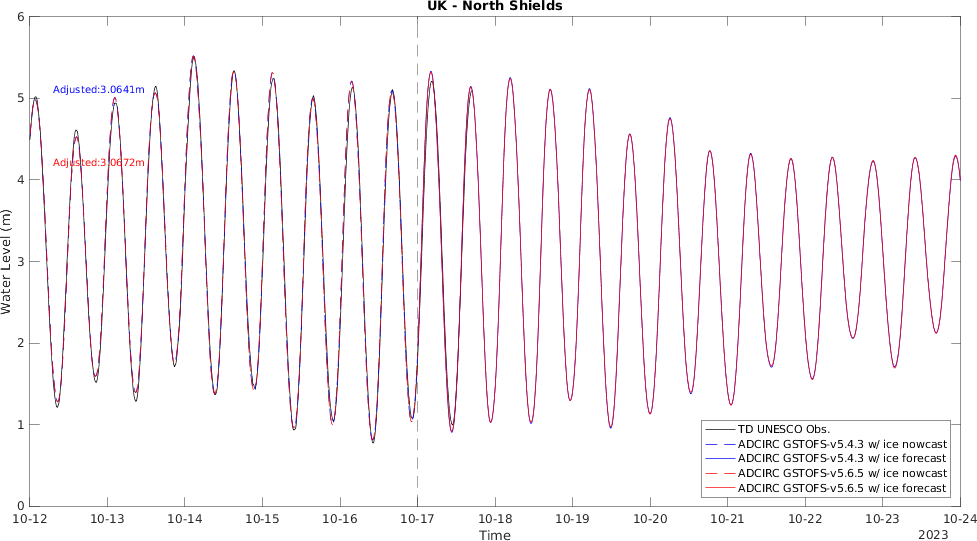 UK - North Shields
6
5
4
3
2
1
0
Water Level (m)
Adjusted:3.0641m
Adjusted:3.0672m
TD UNESCO Obs.
ADCIRC GSTOFS-v5.4.3 w/ ice nowcast
ADCIRC GSTOFS-v5.4.3 w/ ice forecast
ADCIRC GSTOFS-v5.6.5 w/ ice nowcast
ADCIRC GSTOFS-v5.6.5 w/ ice forecast
10-12 10-13 10-14 10-15 10-16 10-17 10-18 10-19 10-20 10-21 10-22 10-23 10-24
Time
2023